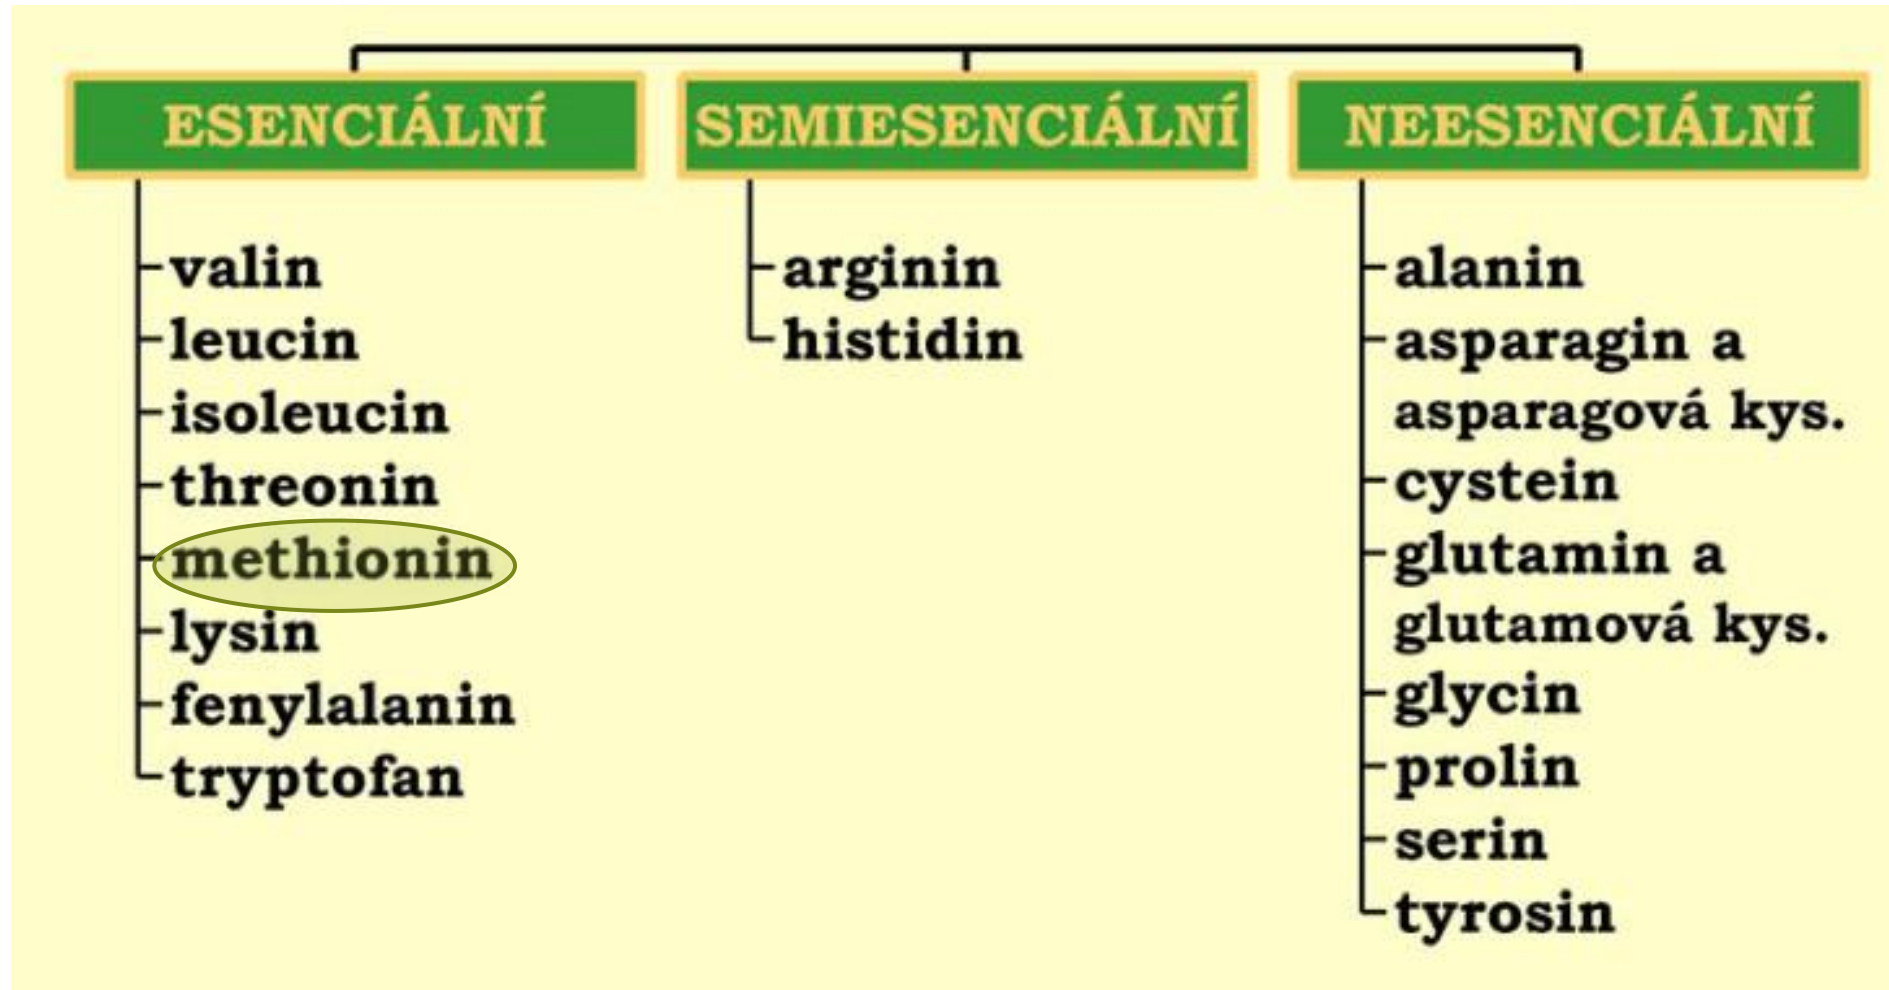 ESENCIÁLNÍ
valin
leucin
isoleucin
threonin
methionin
lysin
fenylalanin
tryptofan
SEMIESENCIÁLNÍ
arginin
histidin
NEESENCIÁLNÍ
alanin
asparagin a
asparagová kys.
cystein
glutamin a
glutamová kys.
glycin
prolin
serin
tyrosin